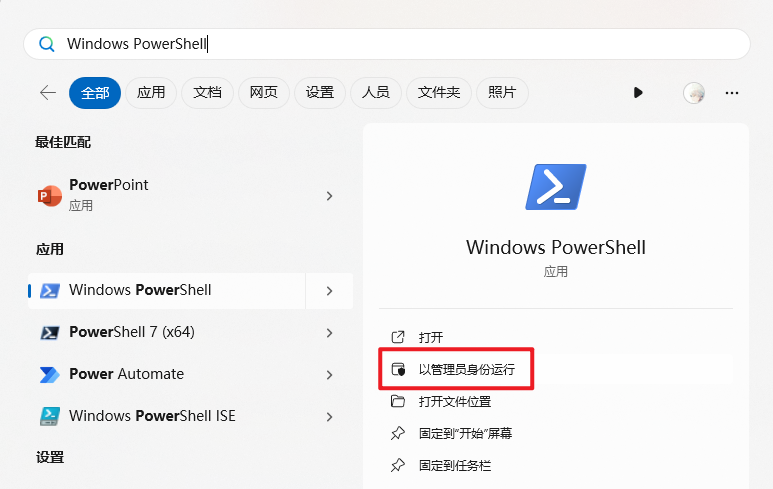 Windows PowerShell
全部 应用 文档 网页 设置 人员 文件夹 照片
最佳匹配
PowerPoint
应用
应用
Windows PowerShell
PowerShell 7 (x64)
Power Automate
Windows PowerShell ISE
设置
Windows PowerShell
应用
打开
以管理员身份运行
打开文件位置
固定到"开始"屏幕
固定到任务栏